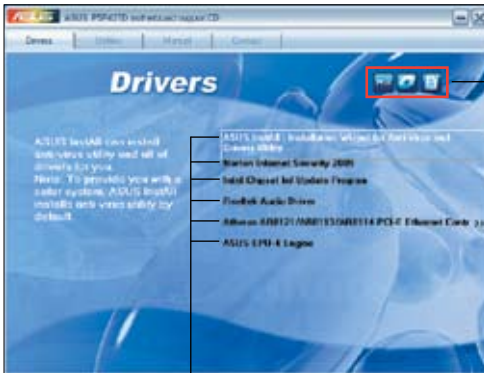 ASUS P5P43TD motherboard support CD
Drivers Utilities Manual Contact
Drivers
ASUS InstAll can install
anti-virus utility and all of
drivers for you.
Note: To provide you with a
safer system, ASUS InstAll
installs anti-virus utility by
default.
ASUS InstAll - Installation Wizard for Anti-Virus and
Drivers Utility
Norton Internet Security 2009
Intel Chipset Inf Update Program
Realtek Audio Driver
Atheros AR8121/AR8113/AR8114 PCI-E Ethernet Contr
ASUS EPU-4 Engine